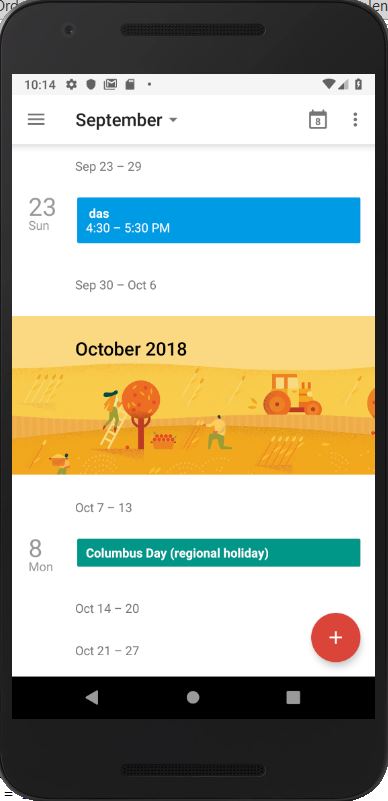 10:14
September
8
Sep 23 – 29
23
Sun
das
4:30 – 5:30 PM
Sep 30 – Oct 6
October 2018
Oct 7 – 13
8
Mon
Columbus Day (regional holiday)
Oct 14 – 20
Oct 21 – 27